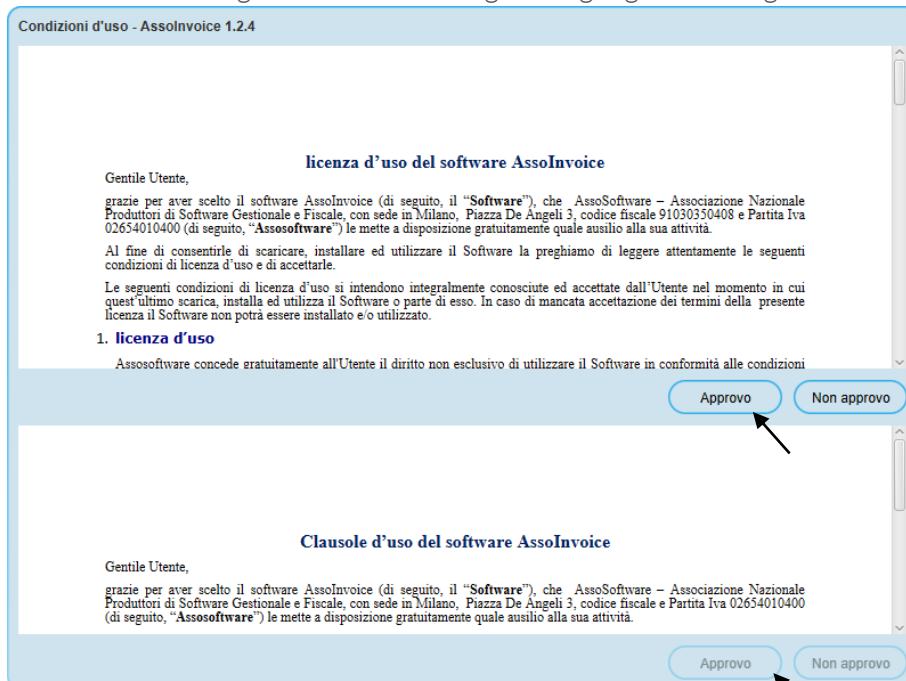 Condizioni d'uso - AssoInvoice 1.2.4
licenza d'uso del software AssoInvoice
Gentile Utente,
grazie per aver scelto il software AssoInvoice (di seguito, il “Software”), che AssoSoftware – Associazione Nazionale
Produttori di Software Gestionale e Fiscale, con sede in Milano, Piazza De Angeli 3, codice fiscale 91030350408 e Partita Iva
02654010400 (di seguito, “Assosoftware”) le mette a disposizione gratuitamente quale ausilio alla sua attività.
Al fine di consentirle di scaricare, installare ed utilizzare il Software la preghiamo di leggere attentamente le seguenti
condizioni di licenza d'uso e di accettarle.
Le seguenti condizioni di licenza d'uso si intendono integralmente conosciute ed accettate dall'Utente nel momento in cui
quest'ultimo scarica, installa ed utilizza il Software o parte di esso. In caso di mancata accettazione dei termini della presente
licenza il Software non potrà essere installato e/o utilizzato.
1. licenza d'uso
Assosoftware concede gratuitamente all'Utente il diritto non esclusivo di utilizzare il Software in conformità alle condizioni
Approvo Non approvo
Clausole d'uso del software AssoInvoice
Gentile Utente,
grazie per aver scelto il software AssoInvoice (di seguito, il “Software”), che AssoSoftware – Associazione Nazionale
Produttori di Software Gestionale e Fiscale, con sede in Milano, Piazza De Angeli 3, codice fiscale e Partita Iva 02654010400
(di seguito, “Assosoftware”) le mette a disposizione gratuitamente quale ausilio alla sua attività.
Approvo Non approvo